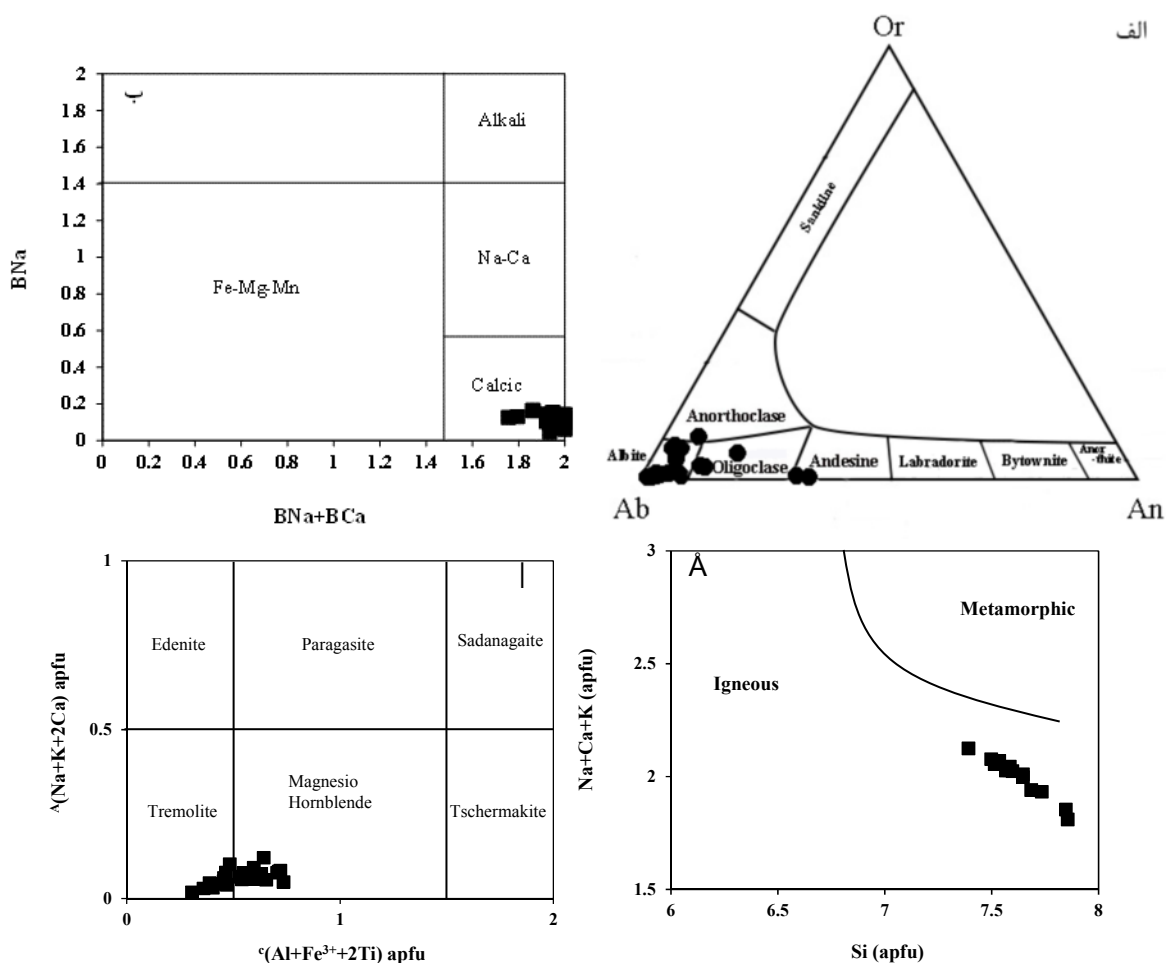 ب
2
1.8
1.6
1.4
1.2
1
0.8
0.6
0.4
0.2
0
Alkali
Na-Ca
Fe-Mg-Mn
Calcic
BNa
0 0.2 0.4 0.6 0.8 1 1.2 1.4 1.6 1.8 2
BNa+BCa
الف
Or
Sanidine
Anorthoclase
Albite
Oligoclase
Andesine
Labradorite
Bytownite
Anor
-thite-
Ab
An
1
0.5
0
Edenite
Paragasite
Sadanagaite
Tremolite
Magnesio
Hornblende
Tschermakite
ᴬ(Na+K+2Ca) apfu
0 1 2
ᶜ(Al+Fe³⁺+2Ti) apfu
Å
3
2.5
2
1.5
Metamorphic
Igneous
Na+Ca+K (apfu)
6 6.5 7 7.5 8
Si (apfu)